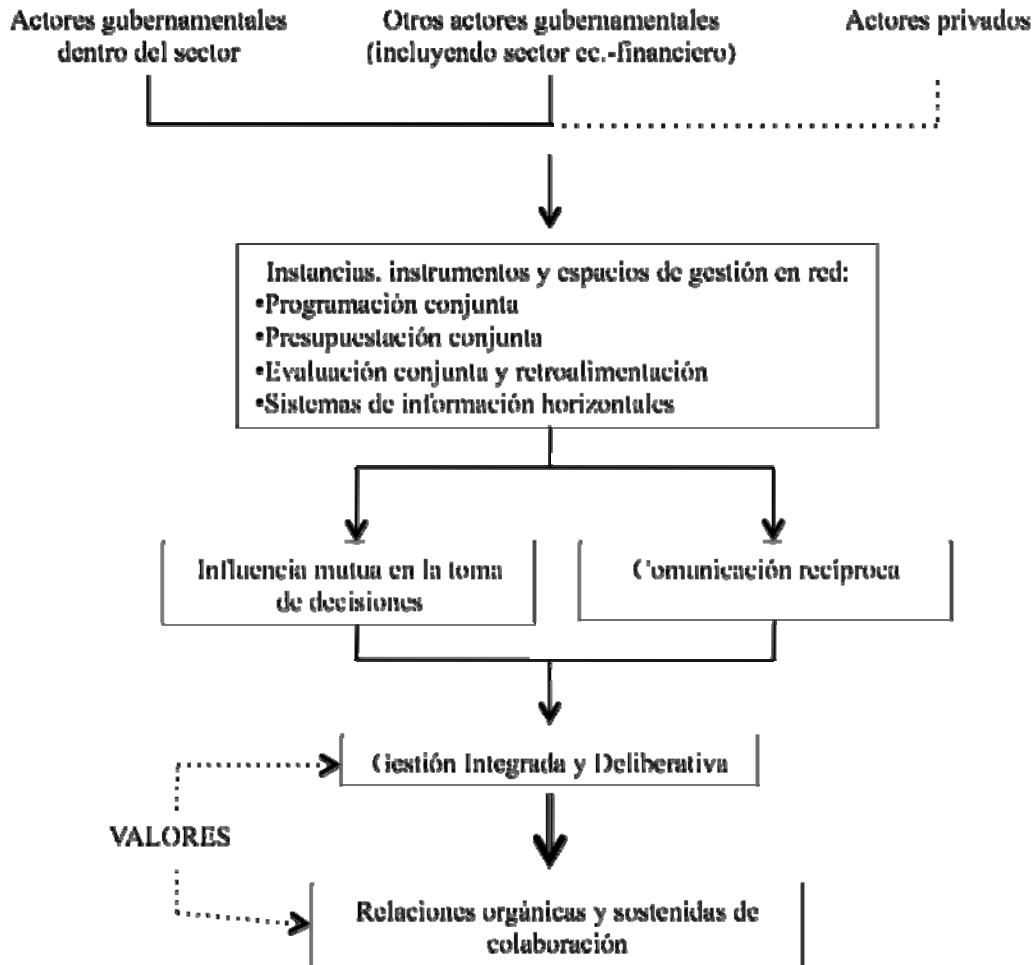 Actores gubernamentales
dentro del sector
Otros actores gubernamentales
(incluyendo sector ec.-financiero)
Actores privados
Instancias, instrumentos y espacios de gestión en red:
•Programación conjunta
•Presupuestación conjunta
•Evaluación conjunta y retroalimentación
•Sistemas de información horizontales
Influencia mutua en la toma
de decisiones
Comunicación recíproca
Gestión Integrada y Deliberativa
VALORES
Relaciones orgánicas y sostenidas de
colaboración